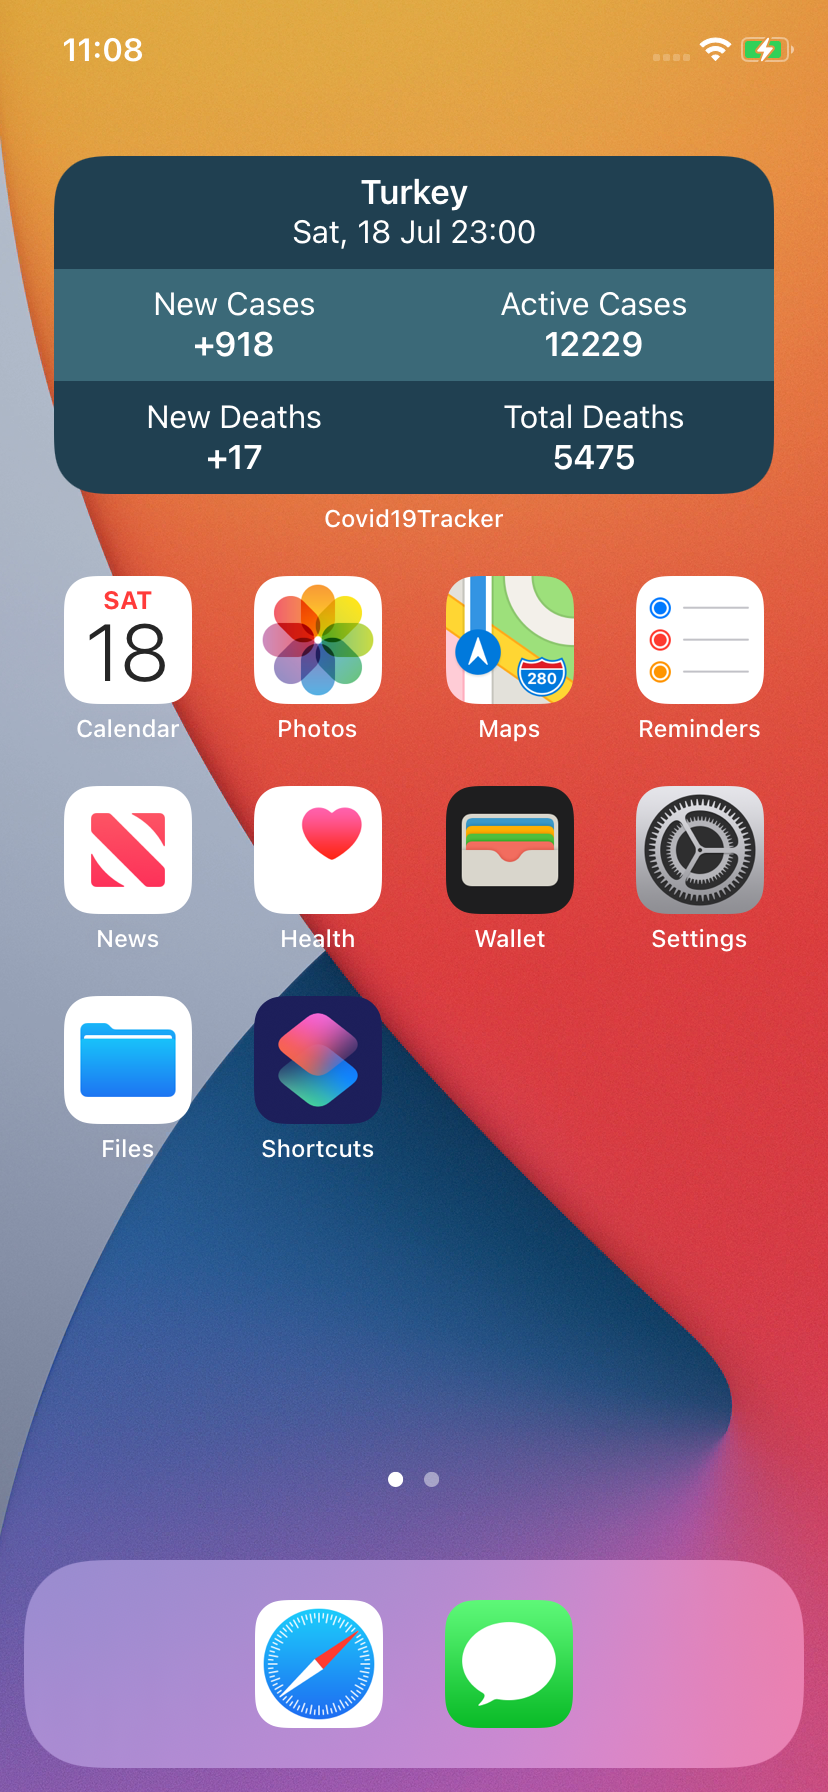 11:08
Turkey
Sat, 18 Jul 23:00
New Cases
+918
Active Cases
12229
New Deaths
+17
Total Deaths
5475
Covid19Tracker
SAT
18
280
Calendar
Photos
Maps
Reminders
News
Health
Wallet
Settings
Files
Shortcuts